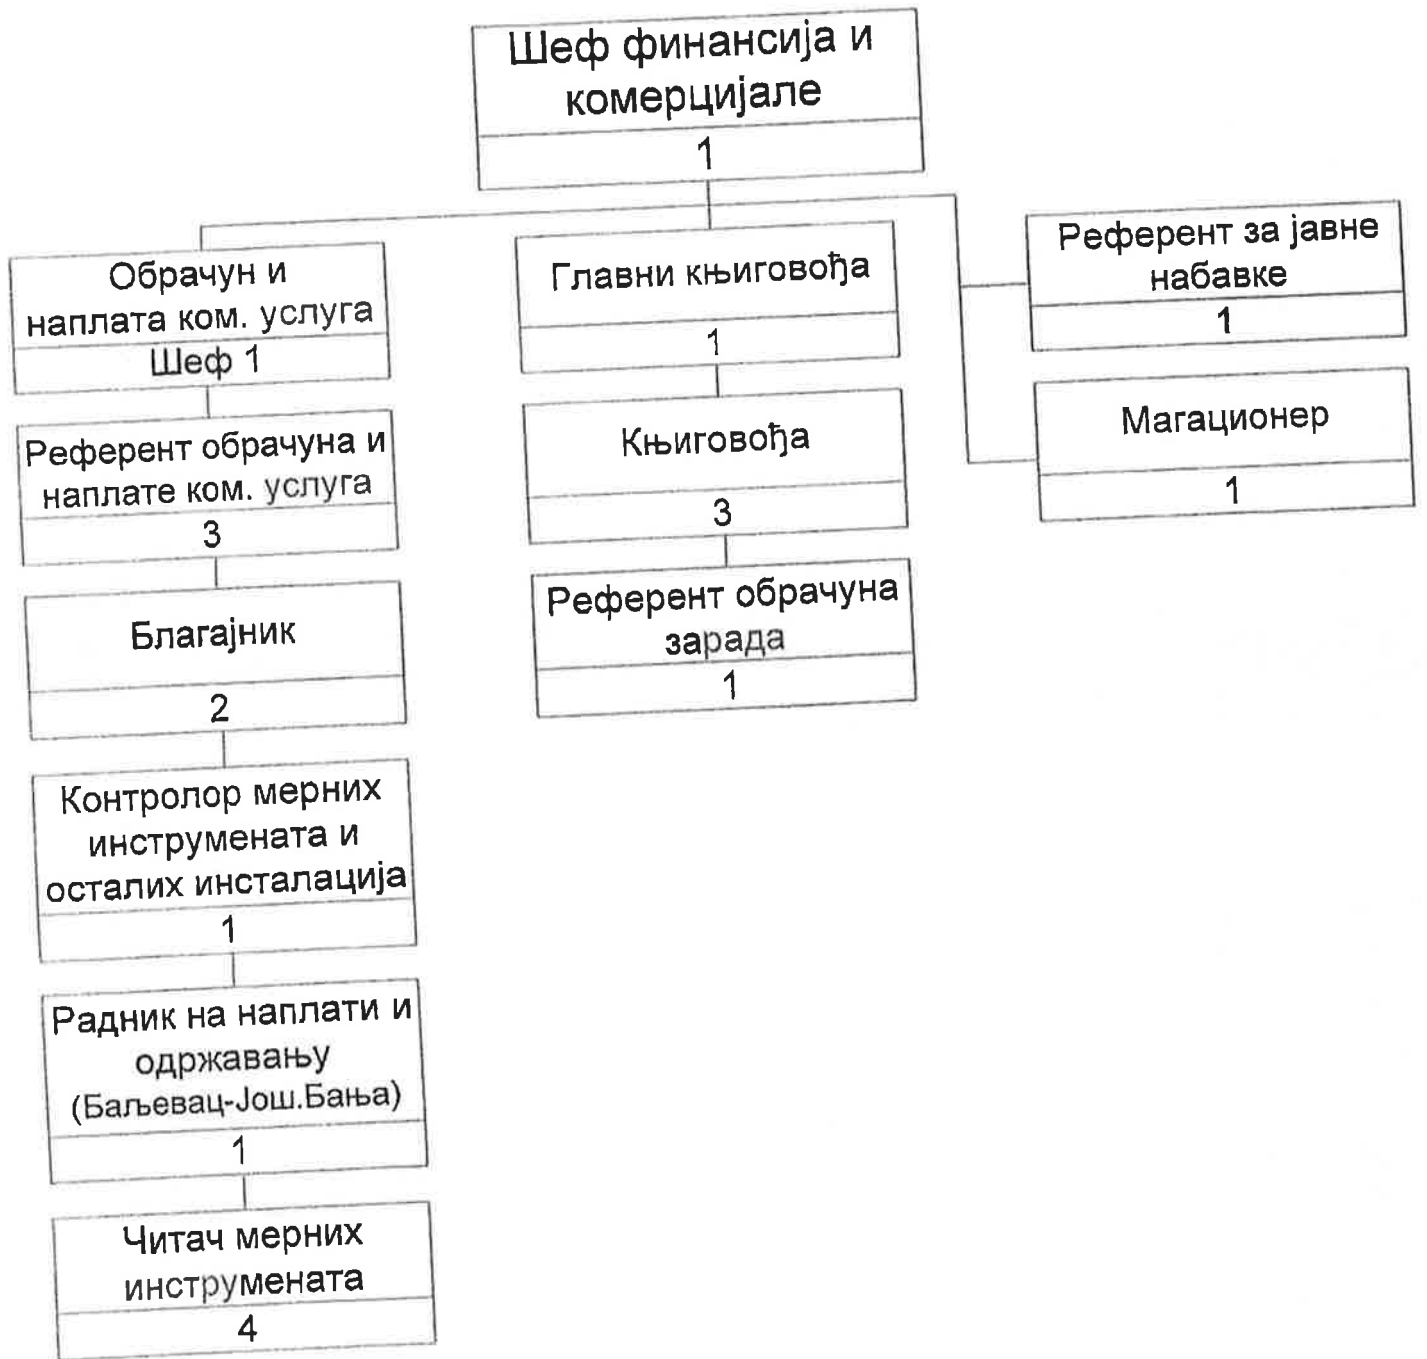 Шеф финансија и
комерцијале
1
Обрачун и
наплата ком. услуга
Шеф 1
Референт обрачуна и
наплате ком. услуга
3
Благајник
2
Контролор мерних
инструмената и
осталих инсталација
1
Радник на наплати и
одржавању
(Баљевац-Још.Бања)
1
Читач мерних
инструмената
4
Главни књиговођа
1
Књиговођа
3
Референт обрачуна
зарада
1
Референт за јавне
набавке
1
Магационер
1